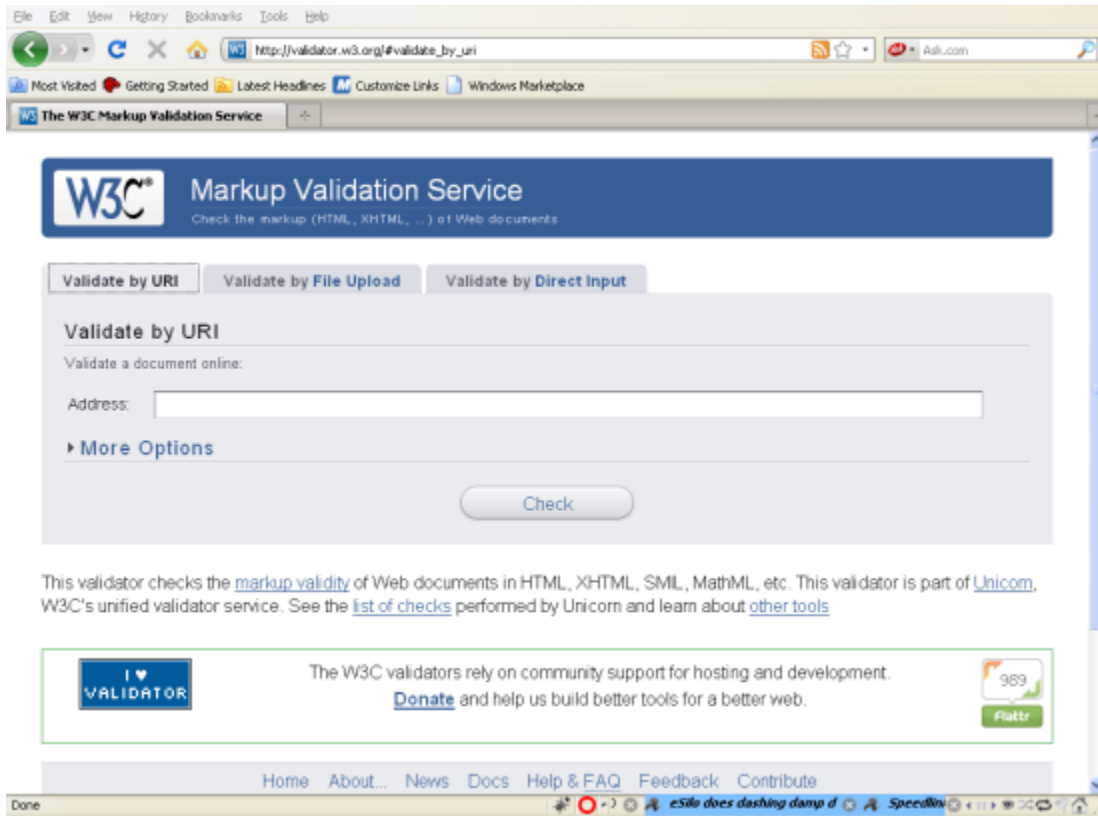 File Edit View History Bookmarks Tools Help
http://validator.w3.org/#validate_by_uri
Ask.com
Most Visited Getting Started Latest Headlines Customize Links Windows Marketplace
The W3C Markup Validation Service
W3C® Markup Validation Service
Check the markup (HTML, XHTML, ...) of Web documents
Validate by URI Validate by File Upload Validate by Direct Input
Validate by URI
Validate a document online:
Address:
More Options
Check
This validator checks the markup validity of Web documents in HTML, XHTML, SMIL, MathML, etc. This validator is part of Unicorn,
W3C's unified validator service. See the list of checks performed by Unicorn and learn about other tools
I ♥
VALIDATOR
The W3C validators rely on community support for hosting and development.
Donate and help us build better tools for a better web.
989
Flattr
Home About... News Docs Help & FAQ Feedback Contribute
Done eSilo does dashing damp d